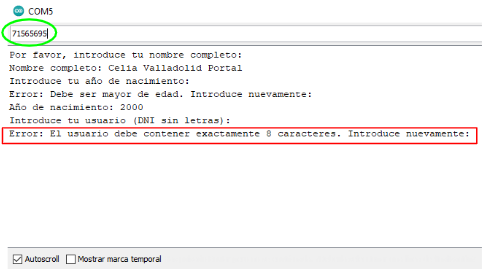 COM5
71565695
Por favor, introduce tu nombre completo:
Nombre completo: Celia Valladolid Portal
Introduce tu año de nacimiento:
Error: Debe ser mayor de edad. Introduce nuevamente:
Año de nacimiento: 2000
Introduce tu usuario (DNI sin letras):
Error: El usuario debe contener exactamente 8 caracteres. Introduce nuevamente:
Autoscroll Mostrar marca temporal